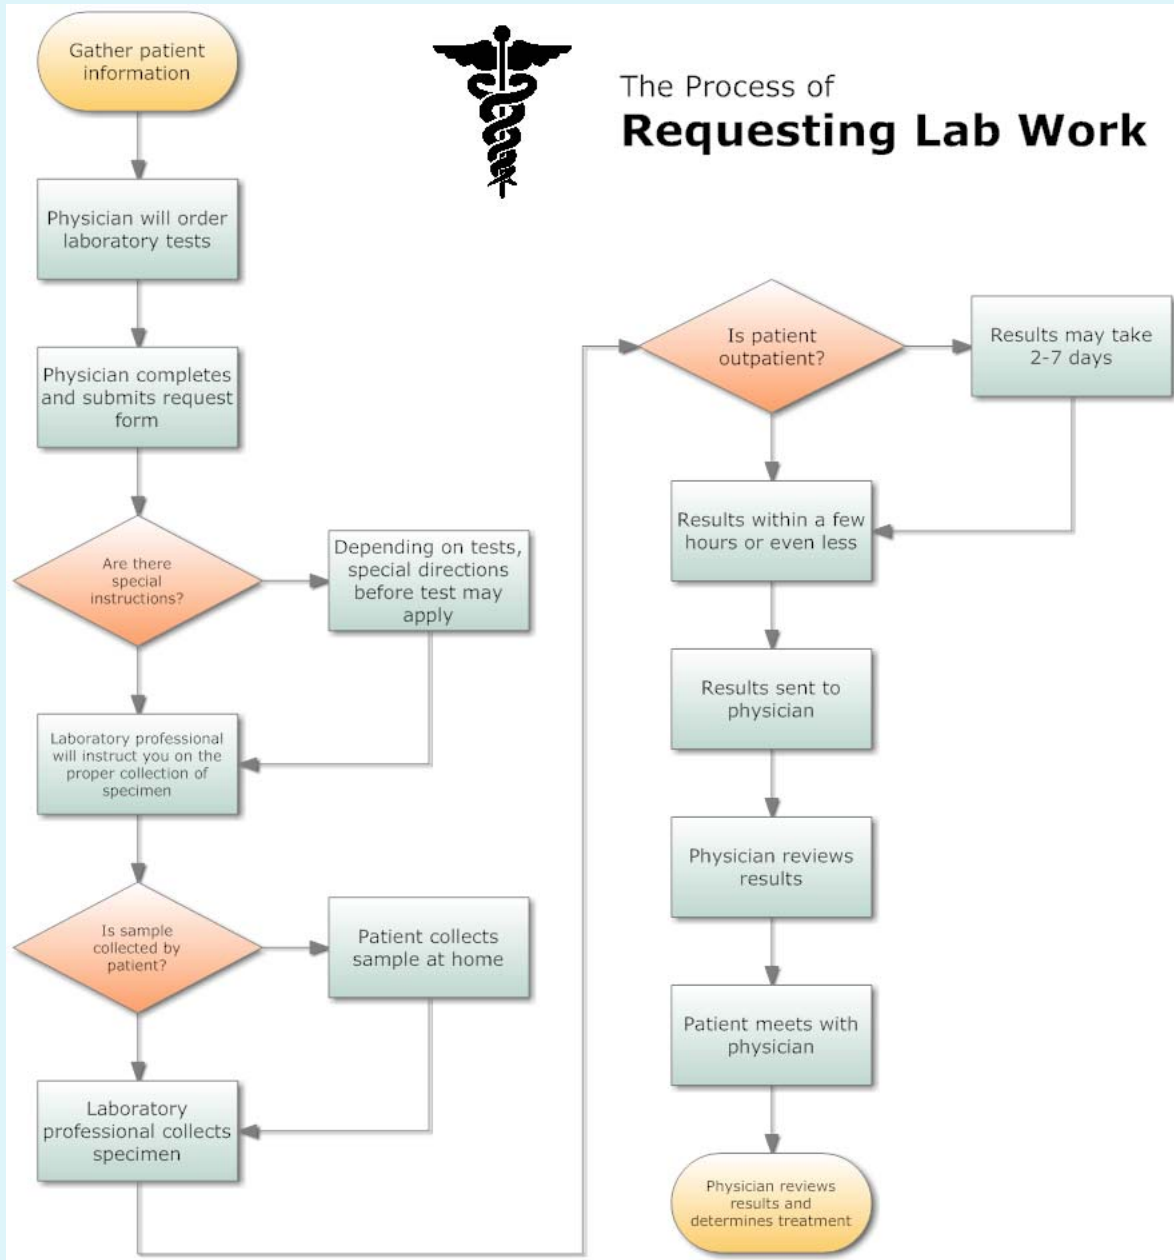 Gather patient
information
The Process of
Requesting Lab Work
Physician will order
laboratory tests
Physician completes
and submits request
form
Are there
special
instructions?
Depending on tests,
special directions
before test may
apply
Laboratory professional
will instruct you on the
proper collection of
specimen
Is sample
collected by
patient?
Patient collects
sample at home
Laboratory
professional collects
specimen
Is patient
outpatient?
Results may take
2-7 days
Results within a few
hours or even less
Results sent to
physician
Physician reviews
results
Patient meets with
physician
Physician reviews
results and
determines treatment